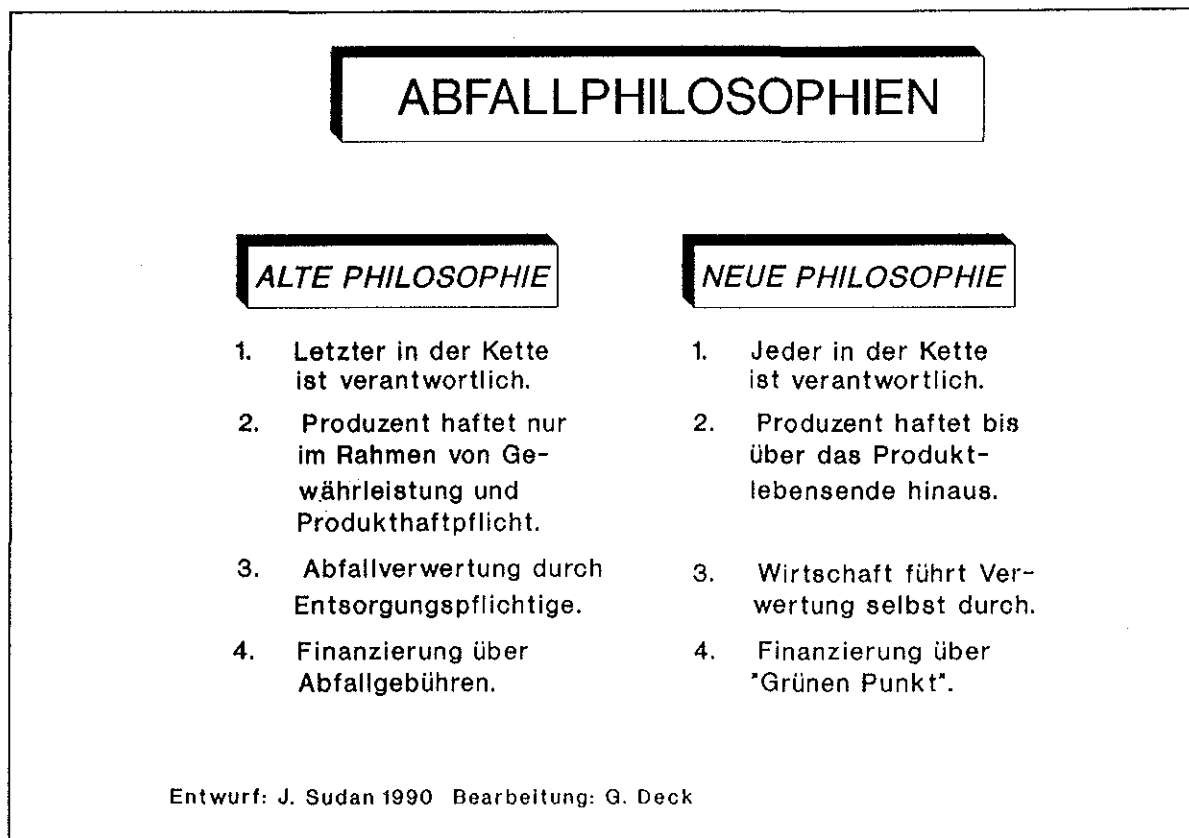 ABFALLPHILOSOPHIEN
ALTE PHILOSOPHIE
1. Letzter in der Kette
ist verantwortlich.
2. Produzent haftet nur
im Rahmen von Ge-
währleistung und
Produkthaftpflicht.
3. Abfallverwertung durch
Entsorgungspflichtige.
4. Finanzierung über
Abfallgebühren.
NEUE PHILOSOPHIE
1. Jeder in der Kette
ist verantwortlich.
2. Produzent haftet bis
über das Produkt-
lebensende hinaus.
3. Wirtschaft führt Ver-
wertung selbst durch.
4. Finanzierung über
"Grünen Punkt".
Entwurf: J. Sudan 1990 Bearbeitung: G. Deck